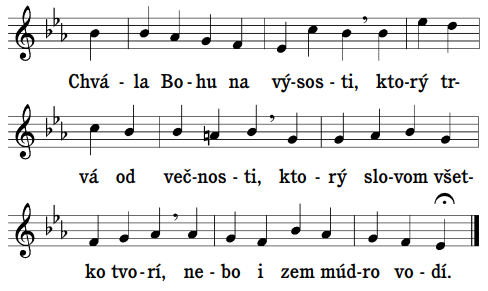 Chvá - la Bo - hu na vý-sos - ti, kto-rý tr-
vá od več-nos - ti, kto - rý slo-vom všet-
ko tvo-rí, ne - bo i zem múd-ro vo - dí.